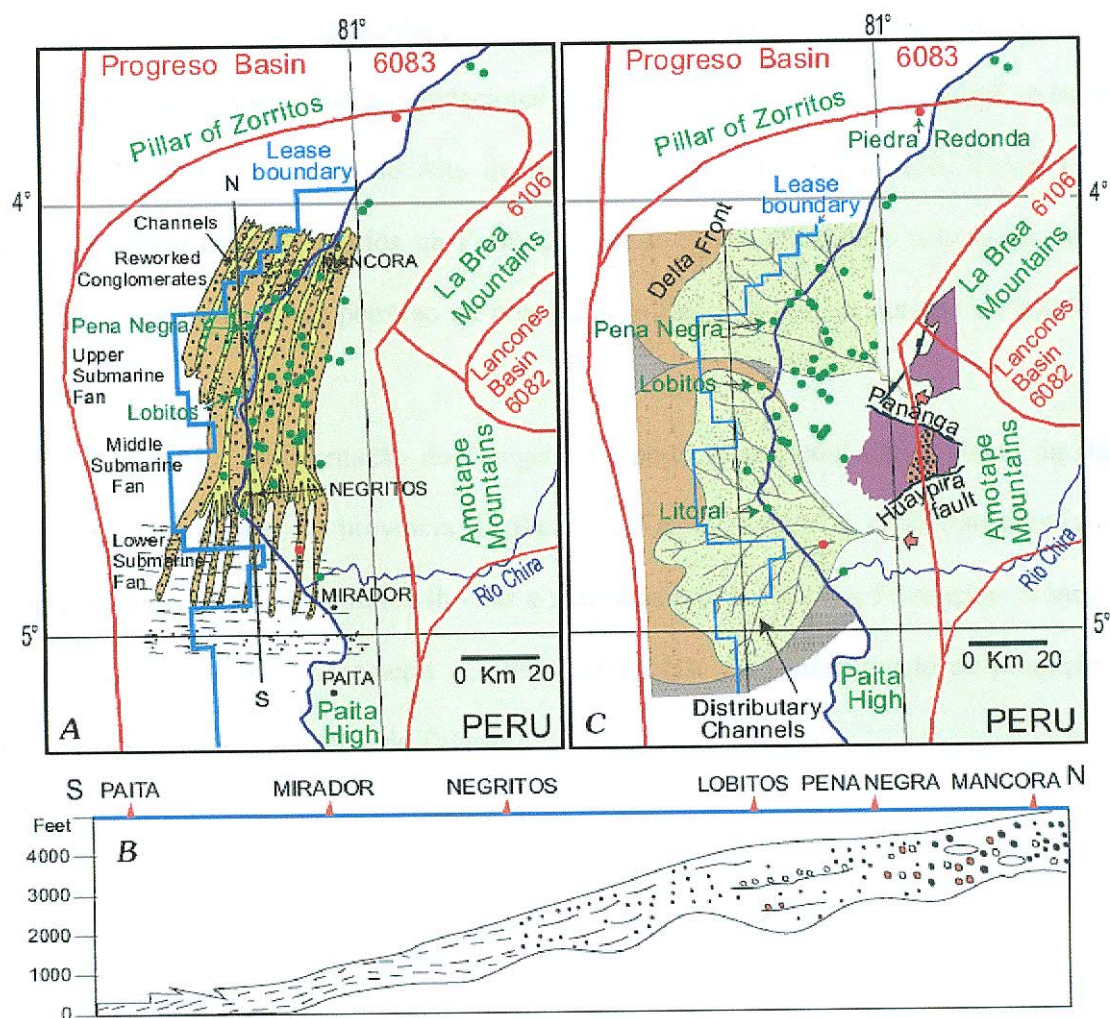 81°
Progreso Basin
6083
Pillar of Zorritos
Lease
boundary
N
4°
Channels
Reworked
Conglomerates
MANCORA
6106
La Brea
Mountains
Pena Negra
Upper
Submarine
Fan
Lancones
Basin
6082
Lobitos
Middle
Submarine
Fan
NEGRITOS
Amotape
Mountains
Lower
Submarine
Fan
Rio Chira
MIRADOR
5°
0 Km 20
S
PAITA
Paita
High
A
PERU
81°
Progreso Basin
6083
Pillar of Zorritos
Piedra Redonda
Lease
boundary
4°
Delta Front
6106
La Brea
Mountains
Pena Negra
Lancones
Basin
6082
Lobitos
Pananga
Amotape
Mountains
Litoral
Huaypira
fault
Rio Chira
5°
0 Km 20
Paita
High
Distributary
Channels
C
PERU
S PAITA MIRADOR NEGRITOS LOBITOS PENA NEGRA MANCORA N
Feet
B
4000
3000
2000
1000
0